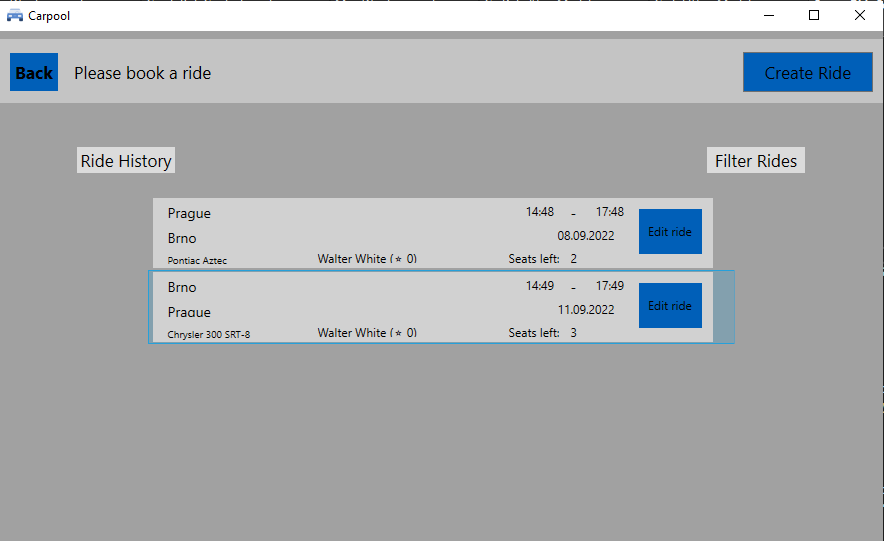 Carpool
Back Please book a ride Create Ride
Ride History Filter Rides
Prague 14:48 - 17:48
Brno 08.09.2022 Edit ride
Pontiac Aztec Walter White (★ 0) Seats left: 2
Brno 14:49 - 17:49
Prague 11.09.2022 Edit ride
Chrysler 300 SRT-8 Walter White (★ 0) Seats left: 3